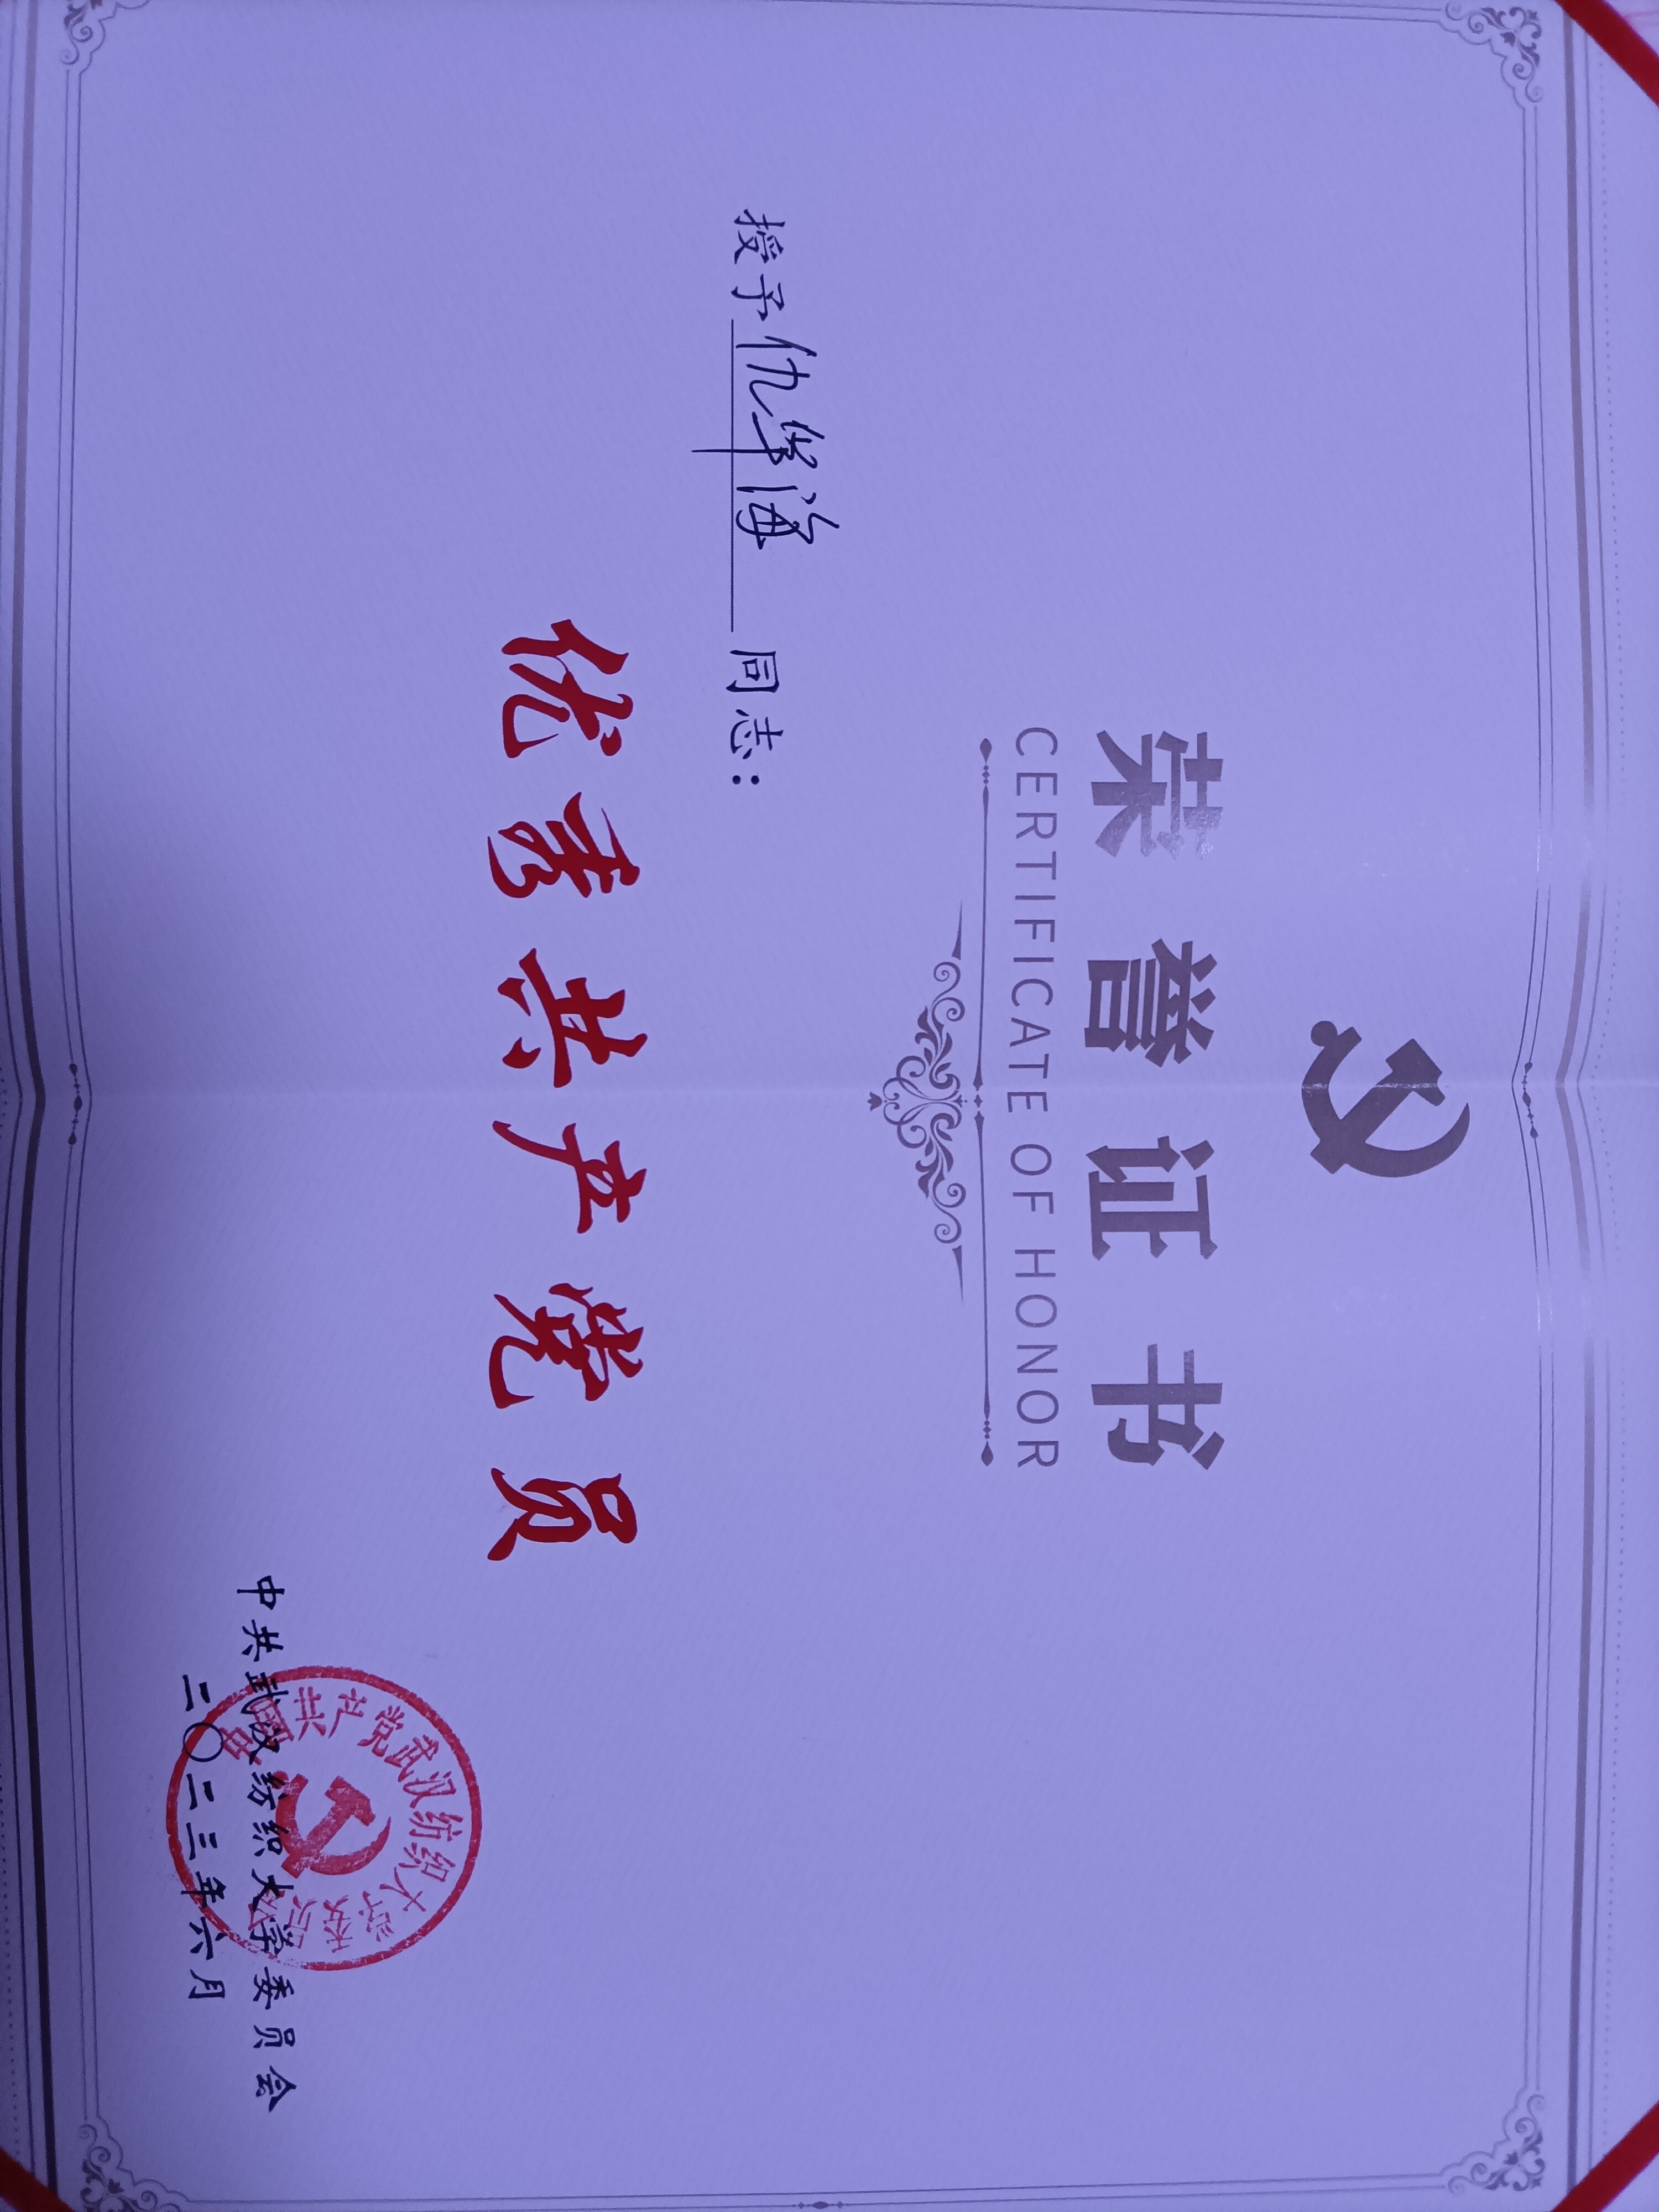 荣誉证书
CERTIFICATE OF HONOR
授予仇华海同志：
优秀共产党员
中共武汉纺织大学委员会
二〇二三年六月
中国共产党武汉纺织大学委员会